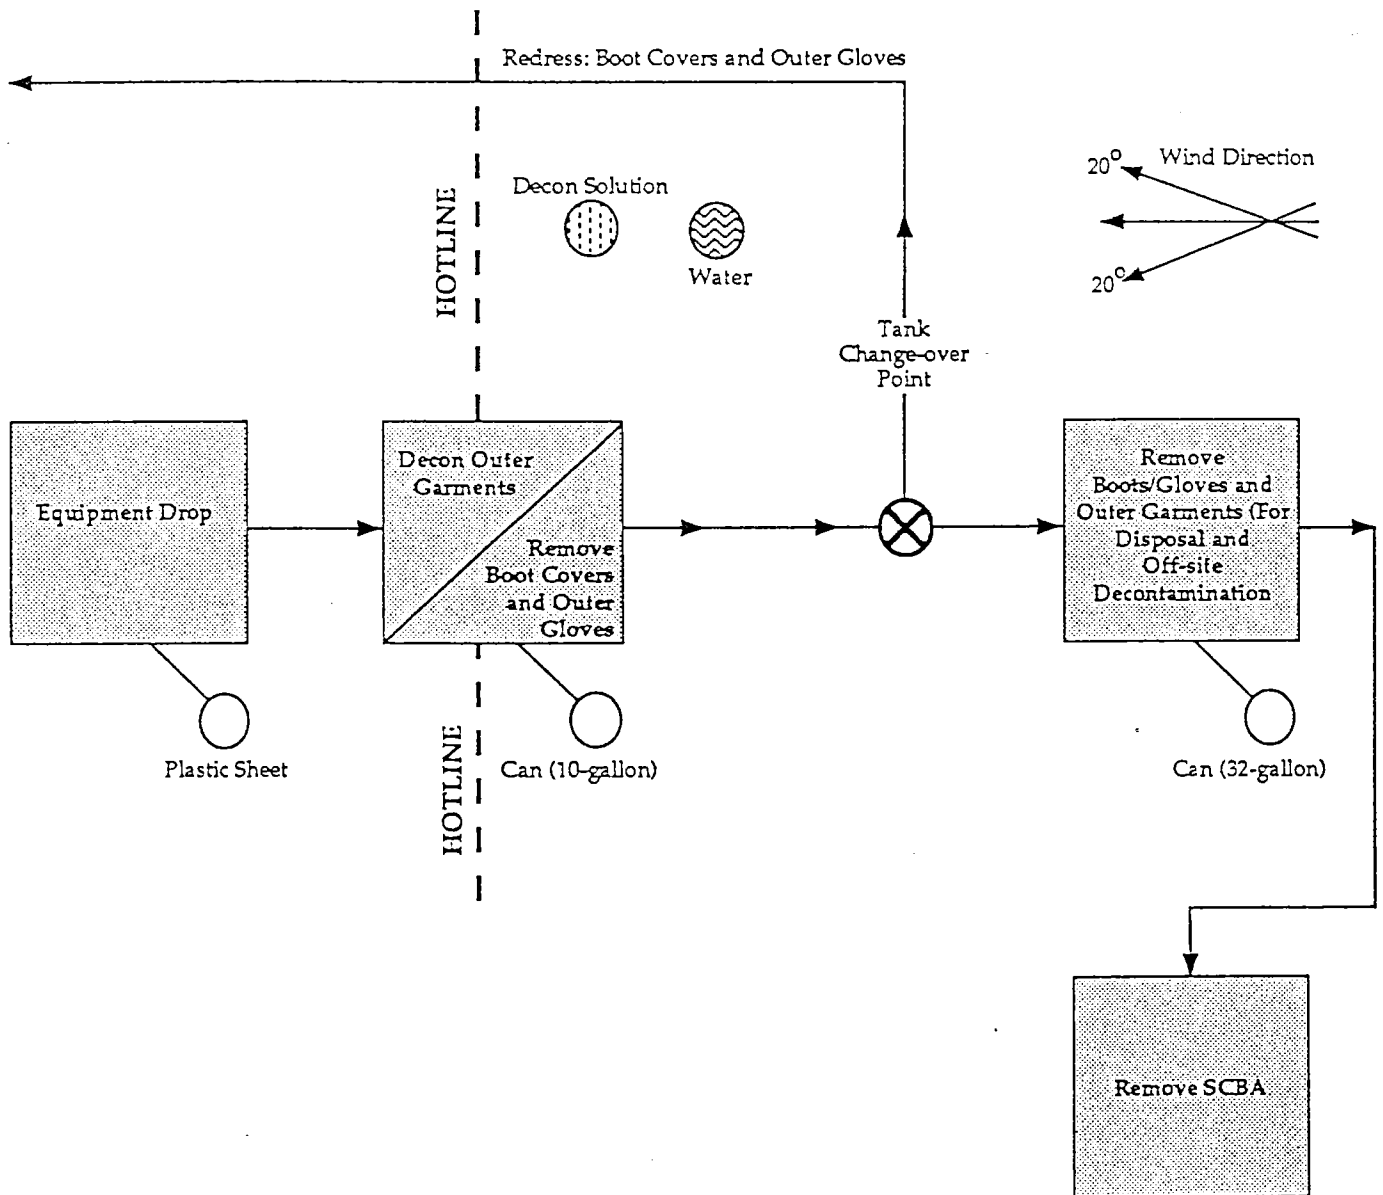 Redress: Boot Covers and Outer Gloves
Wind Direction
20°
20°
Decon Solution
Water
HOTLINE
Tank
Change-over
Point
Equipment Drop
Decon Outer
Garments
Remove
Boot Covers
and Outer
Gloves
Remove
Boots/Gloves and
Outer Garments (For
Disposal and
Off-site
Decontamination
Plastic Sheet
HOTLINE
Can (10-gallon)
Can (32-gallon)
Remove SCBA